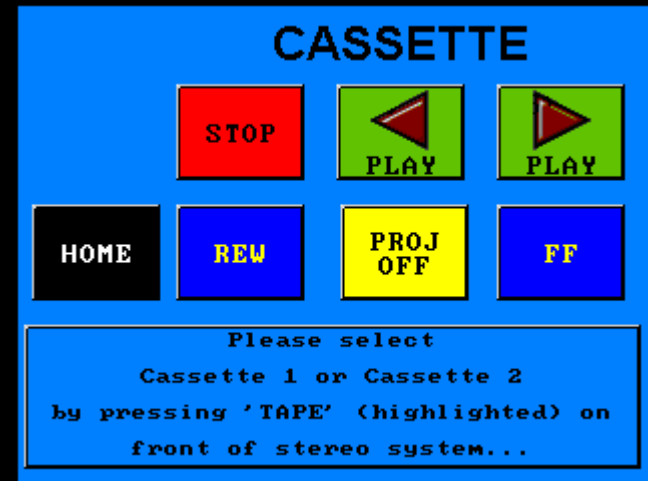 CASSETTE
STOP
PLAY
PLAY
HOME
REW
PROJ
OFF
FF
Please select
Cassette 1 or Cassette 2
by pressing 'TAPE' (highlighted) on
front of stereo system...